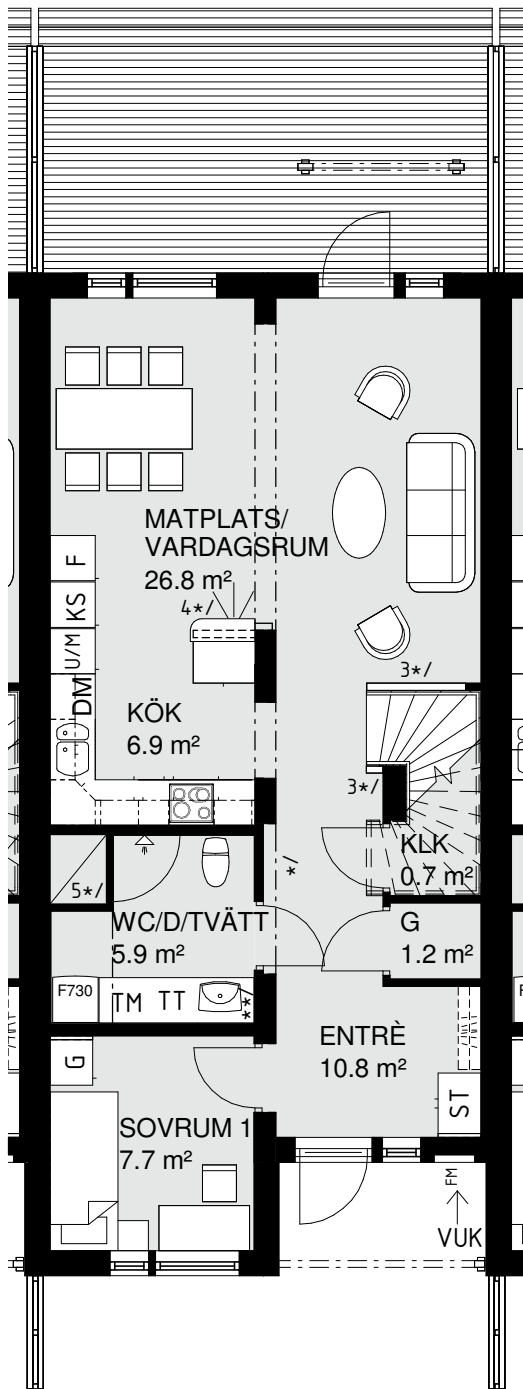 MATPLATS/
VARDAGSRUM
26.8 m²
4*/
F
KS
U/M
DM
KÖK
6.9 m²
3*/
3*/
KLK
0.7 m²
*/
5*/
WC/D/TVÄTT
5.9 m²
G
1.2 m²
F730
TM
TT
**/
ENTRÈ
10.8 m²
G
ST
SOVRUM 1
7.7 m²
FM
VUK
F